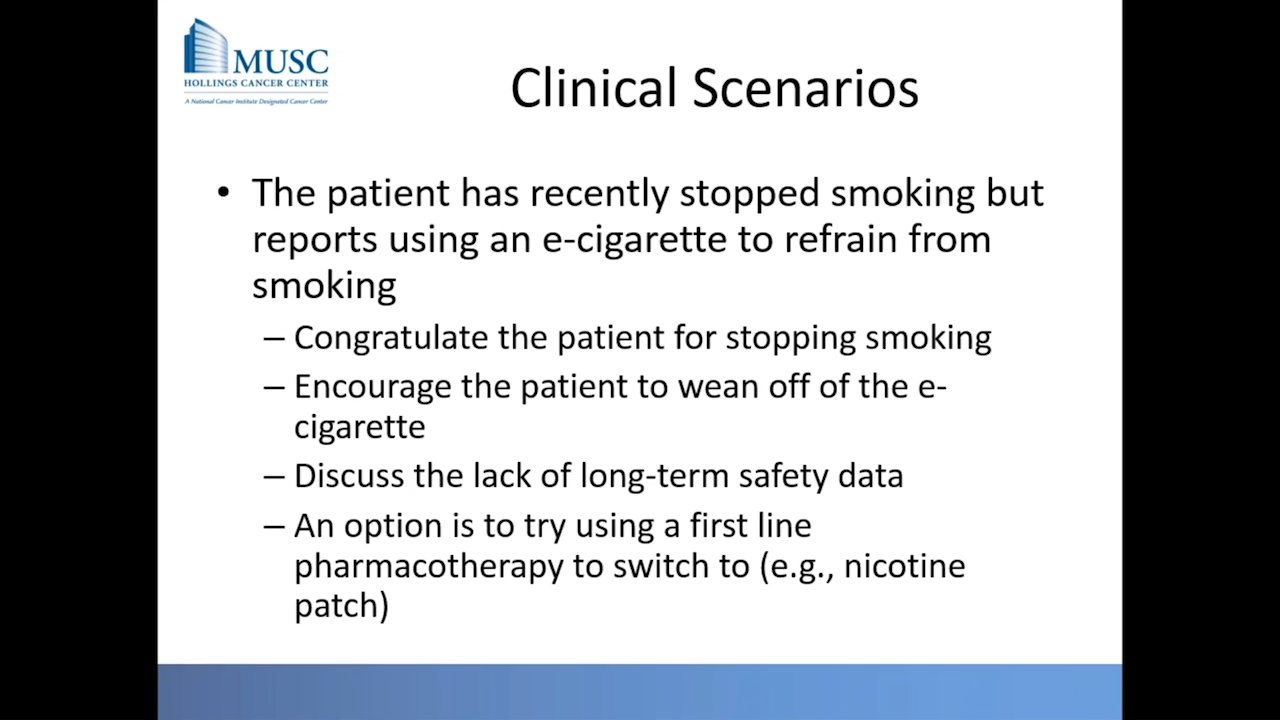 MUSC
HOLLINGS CANCER CENTER
A National Cancer Institute Designated Cancer Center
Clinical Scenarios
• The patient has recently stopped smoking but
reports using an e-cigarette to refrain from
smoking
– Congratulate the patient for stopping smoking
– Encourage the patient to wean off of the e-
cigarette
– Discuss the lack of long-term safety data
– An option is to try using a first line
pharmacotherapy to switch to (e.g., nicotine
patch)